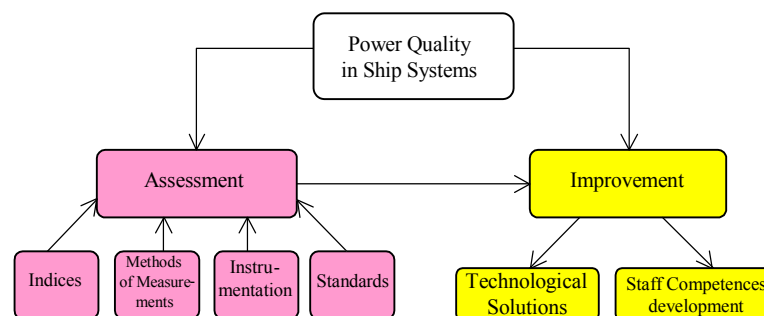 Power Quality
in Ship Systems
Assessment
Improvement
Indices
Methods
of Measure-
ments
Instru-
mentation
Standards
Technological
Solutions
Staff Competences
development